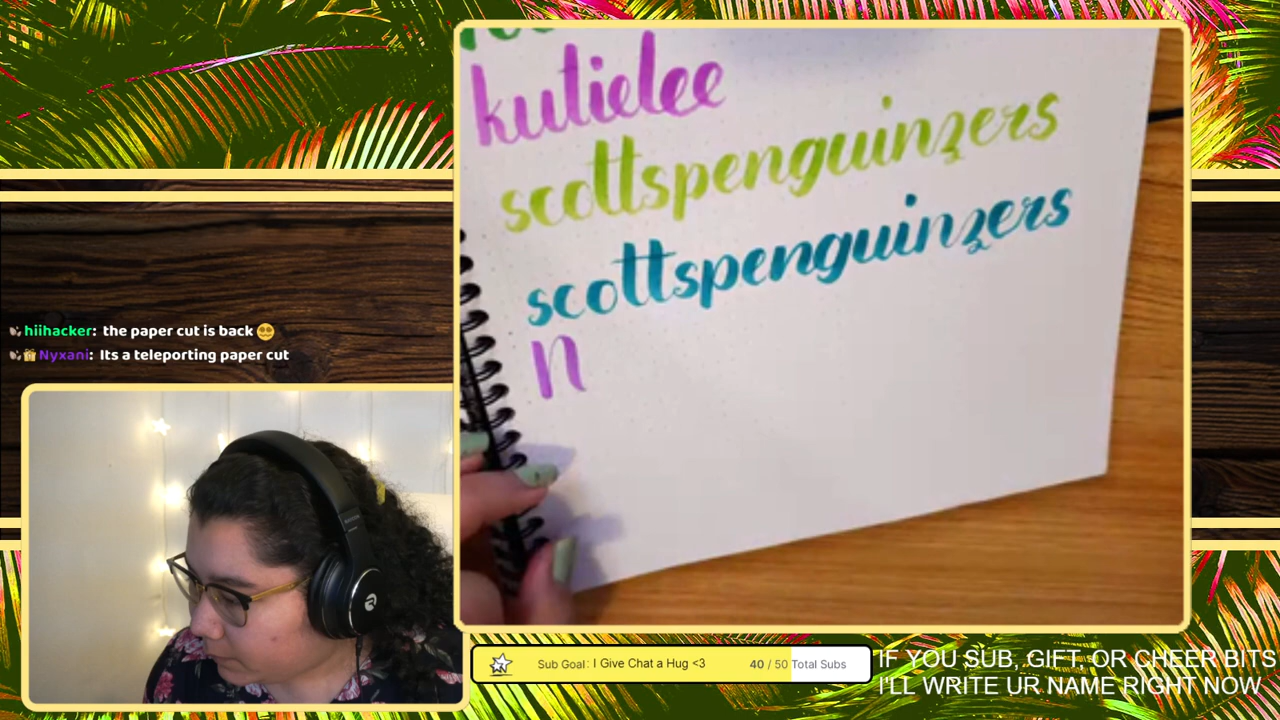 kutielee
scottspenguinzers
scottspenguinzers
n
hiihacker: the paper cut is back
Nyxani: Its a teleporting paper cut
Sub Goal: I Give Chat a Hug <3 40 / 50 Total Subs
IF YOU SUB, GIFT, OR CHEER BITS
I'LL WRITE UR NAME RIGHT NOW